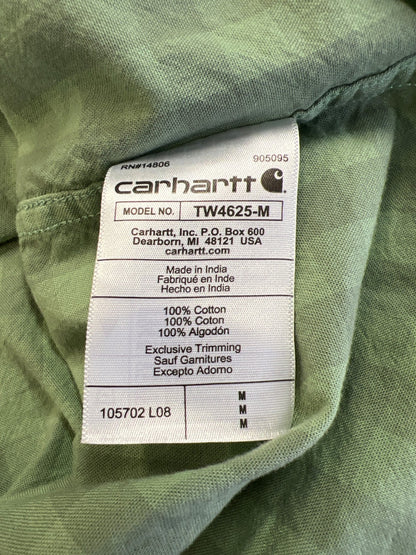 RN#14806 905095
carhartt
MODEL NO. TW4625-M
Carhartt, Inc. P.O. Box 600
Dearborn, MI 48121 USA
carhartt.com
Made in India
Fabriqué en Inde
Hecho en India
100% Cotton
100% Coton
100% Algodón
Exclusive Trimming
Sauf Garnitures
Excepto Adorno
105702 L08
M
M
M